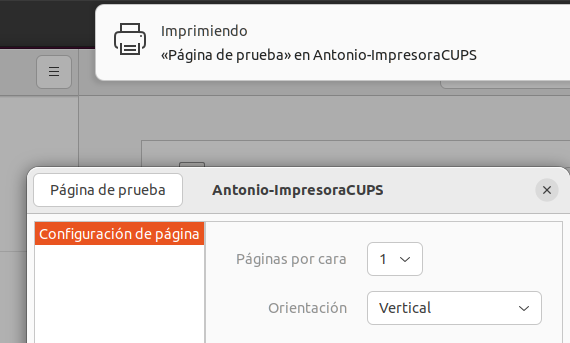 Imprimiendo
«Página de prueba» en Antonio-ImpresoraCUPS
Página de prueba
Antonio-ImpresoraCUPS
Configuración de página
Páginas por cara
1
Orientación
Vertical